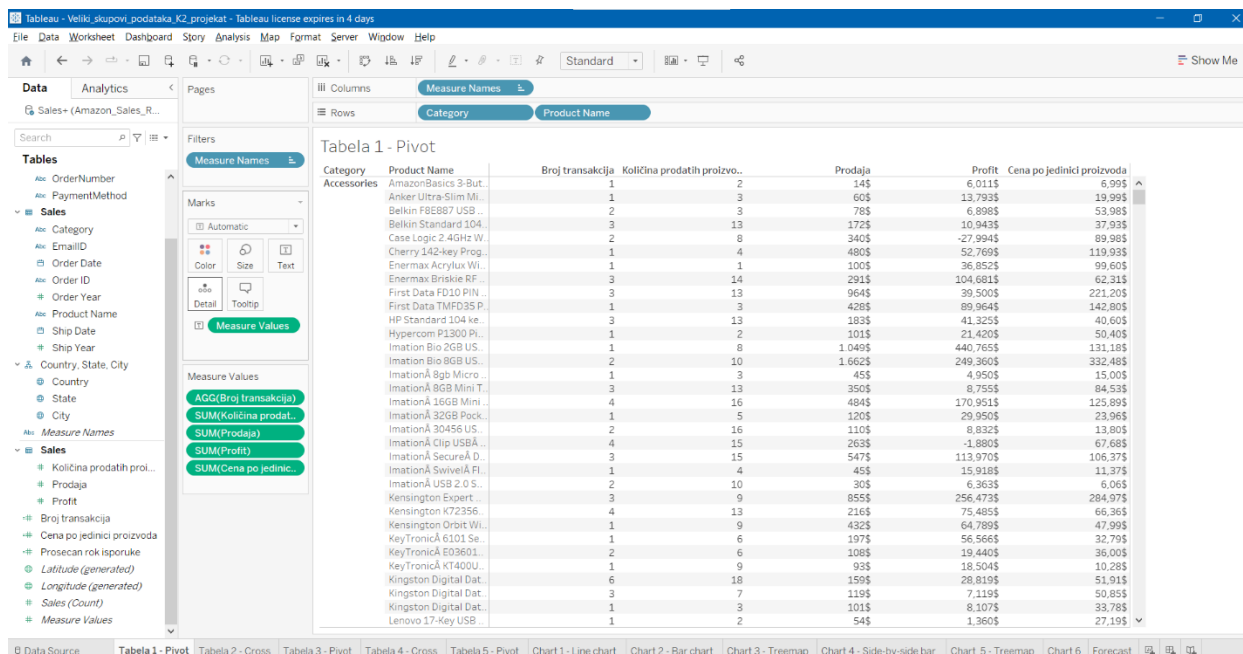 Tableau - Veliki_skupovi_podataka_K2_projekat - Tableau license expires in 4 days
File Data Worksheet Dashboard Story Analysis Map Format Server Window Help
Standard
Show Me
Data Analytics
Sales+ (Amazon_Sales_R...
Search
Tables
Abc OrderNumber
Abc PaymentMethod
Sales
Abc Category
Abc EmailID
Order Date
Abc Order ID
# Order Year
Abc Product Name
Ship Date
# Ship Year
Country, State, City
Country
State
City
Abc Measure Names
Sales
# Količina prodatih proi...
# Prodaja
# Profit
=# Broj transakcija
=# Cena po jedinici proizvoda
=# Prosecan rok isporuke
Latitude (generated)
Longitude (generated)
# Sales (Count)
# Measure Values
Pages
Filters
Measure Names
Marks
Automatic
Color Size Text
Detail Tooltip
Measure Values
Measure Values
AGG(Broj transakcija)
SUM(Količina prodat..
SUM(Prodaja)
SUM(Profit)
SUM(Cena po jedinic..
Columns Measure Names
Rows Category Product Name
Tabela 1 - Pivot
Category Product Name Broj transakcija Količina prodatih proizvo.. Prodaja Profit Cena po jedinici proizvoda
Accessories AmazonBasics 3-But.. 1 2 14$ 6,011$ 6,99$
Anker Ultra-Slim Mi.. 1 3 60$ 13,793$ 19,99$
Belkin F8E887 USB .. 2 3 78$ 6,898$ 53,98$
Belkin Standard 104.. 3 13 172$ 10,943$ 37,93$
Case Logic 2.4GHz W.. 2 8 340$ -27,994$ 89,98$
Cherry 142-key Prog.. 1 4 480$ 52,769$ 119,93$
Enermax Acrylux Wi.. 1 1 100$ 36,852$ 99,60$
Enermax Briskie RF .. 3 14 291$ 104,681$ 62,31$
First Data FD10 PIN .. 3 13 964$ 39,500$ 221,20$
First Data TMFD35 P.. 1 3 428$ 89,964$ 142,80$
HP Standard 104 ke.. 3 13 183$ 41,325$ 40,60$
Hypercom P1300 Pi.. 1 2 101$ 21,420$ 50,40$
Imation Bio 2GB US.. 1 8 1.049$ 440,765$ 131,18$
Imation Bio 8GB US.. 2 10 1.662$ 249,360$ 332,48$
ImationÂ 8gb Micro .. 1 3 45$ 4,950$ 15,00$
ImationÂ 8GB Mini T.. 3 13 350$ 8,755$ 84,53$
ImationÂ 16GB Mini .. 4 16 484$ 170,951$ 125,89$
ImationÂ 32GB Pock.. 1 5 120$ 29,950$ 23,96$
ImationÂ 30456 US.. 2 16 110$ 8,832$ 13,80$
ImationÂ Clip USBÂ .. 4 15 263$ -1,880$ 67,68$
ImationÂ SecureÂ D.. 3 15 547$ 113,970$ 106,37$
ImationÂ SwivelÂ Fl.. 1 4 45$ 15,918$ 11,37$
ImationÂ USB 2.0 S.. 2 10 30$ 6,363$ 6,06$
Kensington Expert .. 3 9 855$ 256,473$ 284,97$
Kensington K72356.. 4 13 216$ 75,485$ 66,36$
Kensington Orbit Wi.. 1 9 432$ 64,789$ 47,99$
KeyTronicÂ 6101 Se.. 1 6 197$ 56,566$ 32,79$
KeyTronicÂ E03601.. 2 6 108$ 19,440$ 36,00$
KeyTronicÂ KT400U.. 1 9 93$ 18,504$ 10,28$
Kingston Digital Dat.. 6 18 159$ 28,819$ 51,91$
Kingston Digital Dat.. 3 7 119$ 7,119$ 50,85$
Kingston Digital Dat.. 1 3 101$ 8,107$ 33,78$
Lenovo 17-Key USB .. 1 2 54$ 1,360$ 27,19$
Data Source Tabela 1 - Pivot Tabela 2 - Cross Tabela 3 - Pivot Tabela 4 - Cross Tabela 5 - Pivot Chart 1 - Line chart Chart 2 - Bar chart Chart 3 - Treemap Chart 4 - Side-by-side bar Chart 5 - Treemap Chart 6 Forecast